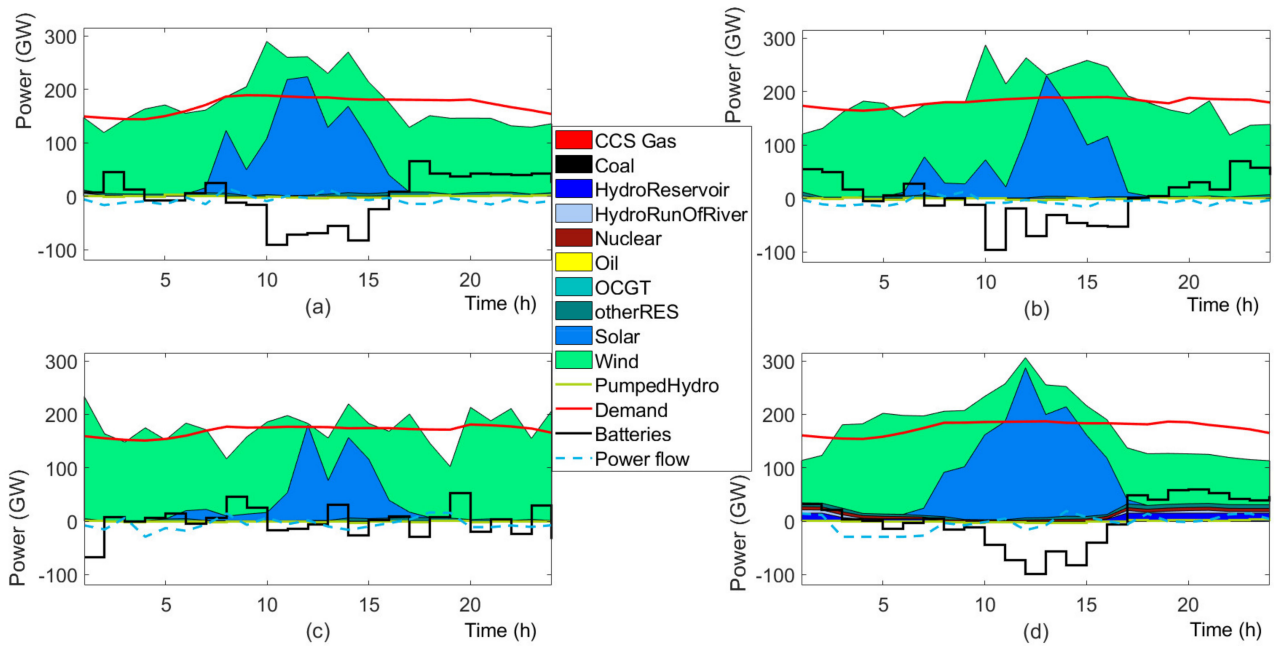 Power (GW)
300
200
100
0
-100
5
10
15
20
Time (h)
(a)
Power (GW)
300
200
100
0
-100
5
10
15
20
Time (h)
(b)
CCS Gas
Coal
HydroReservoir
HydroRunOfRiver
Nuclear
Oil
OCGT
otherRES
Solar
Wind
PumpedHydro
Demand
Batteries
Power flow
Power (GW)
300
200
100
0
-100
5
10
15
20
Time (h)
(c)
Power (GW)
300
200
100
0
-100
5
10
15
20
Time (h)
(d)